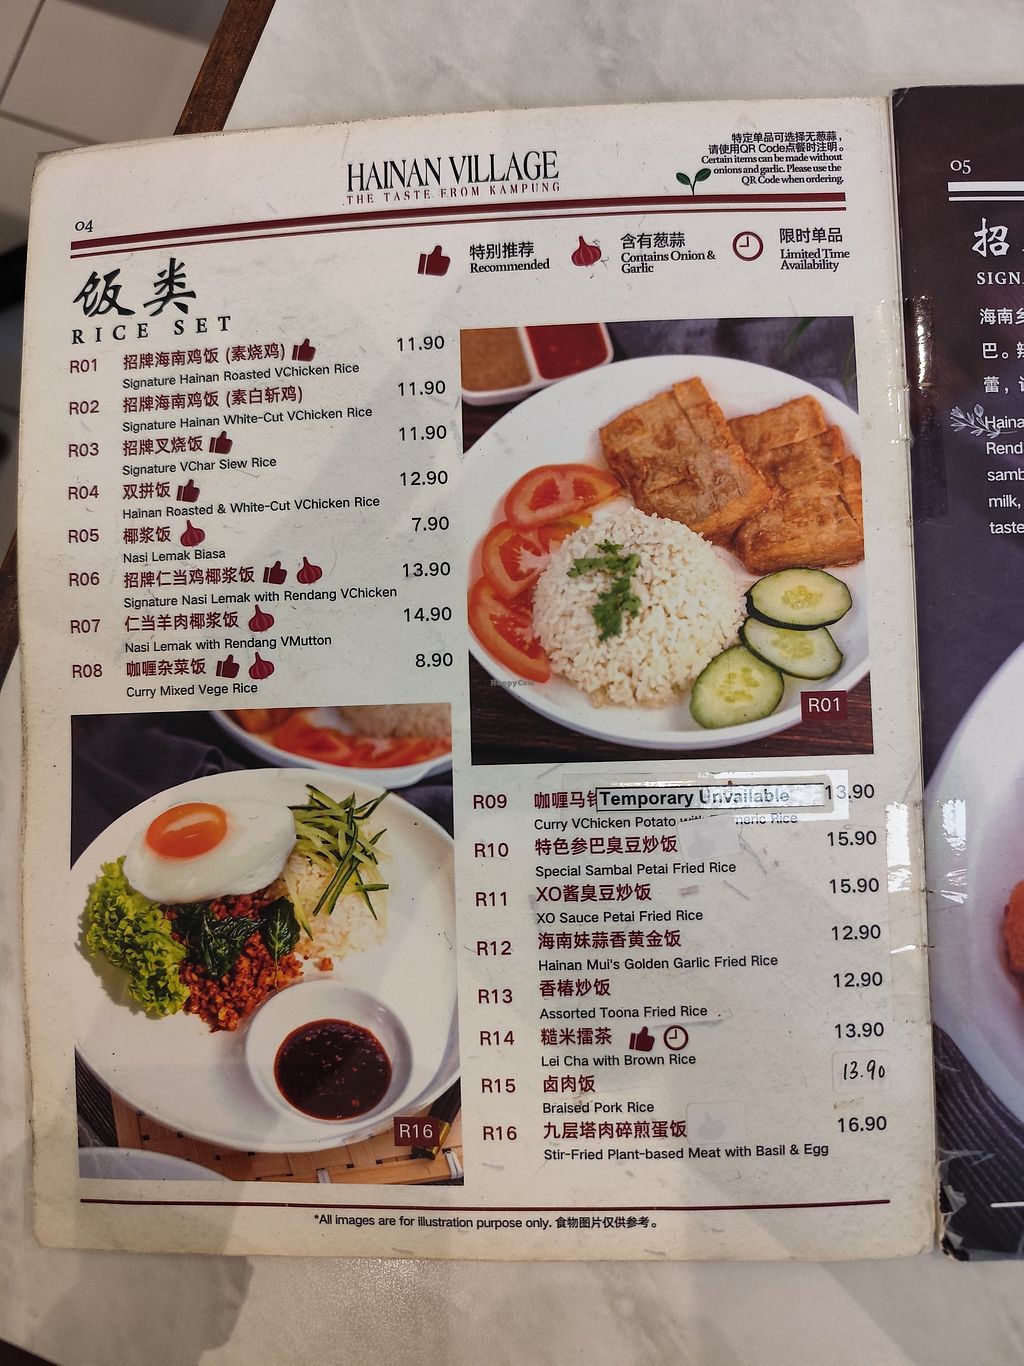 特定单品可选择无葱蒜，
请使用QR Code点餐时注明。
Certain items can be made without
onions and garlic. Please use the
QR Code when ordering.
HAINAN VILLAGE
THE TASTE FROM KAMPUNG
04
特别推荐
Recommended
含有葱蒜
Contains Onion &
Garlic
限时单品
Limited Time
Availability
饭类
RICE SET
R01 招牌海南鸡饭 (素烧鸡) 11.90
Signature Hainan Roasted VChicken Rice
R02 招牌海南鸡饭 (素白斩鸡) 11.90
Signature Hainan White-Cut VChicken Rice
R03 招牌叉烧饭 11.90
Signature VChar Siew Rice
R04 双拼饭 12.90
Hainan Roasted & White-Cut VChicken Rice
R05 椰浆饭 7.90
Nasi Lemak Biasa
R06 招牌仁当鸡椰浆饭 13.90
Signature Nasi Lemak with Rendang VChicken
R07 仁当羊肉椰浆饭 14.90
Nasi Lemak with Rendang VMutton
R08 咖喱杂菜饭 8.90
Curry Mixed Vege Rice
HappyCow
R01
R16
R09 咖喱马铃 Temporary Unvailable 13.90
Curry VChicken Potato with Rice
R10 特色参巴臭豆炒饭 15.90
Special Sambal Petai Fried Rice
R11 XO酱臭豆炒饭 15.90
XO Sauce Petai Fried Rice
R12 海南妹蒜香黄金饭 12.90
Hainan Mui's Golden Garlic Fried Rice
R13 香椿炒饭 12.90
Assorted Toona Fried Rice
R14 糙米擂茶 13.90
Lei Cha with Brown Rice
R15 卤肉饭 13.90
Braised Pork Rice
R16 九层塔肉碎煎蛋饭 16.90
Stir-Fried Plant-based Meat with Basil & Egg
*All images are for illustration purpose only. 食物图片仅供参考。
05
招
SIGN
海南
巴。
蕾，
Haina
Rend
samb
milk,
taste